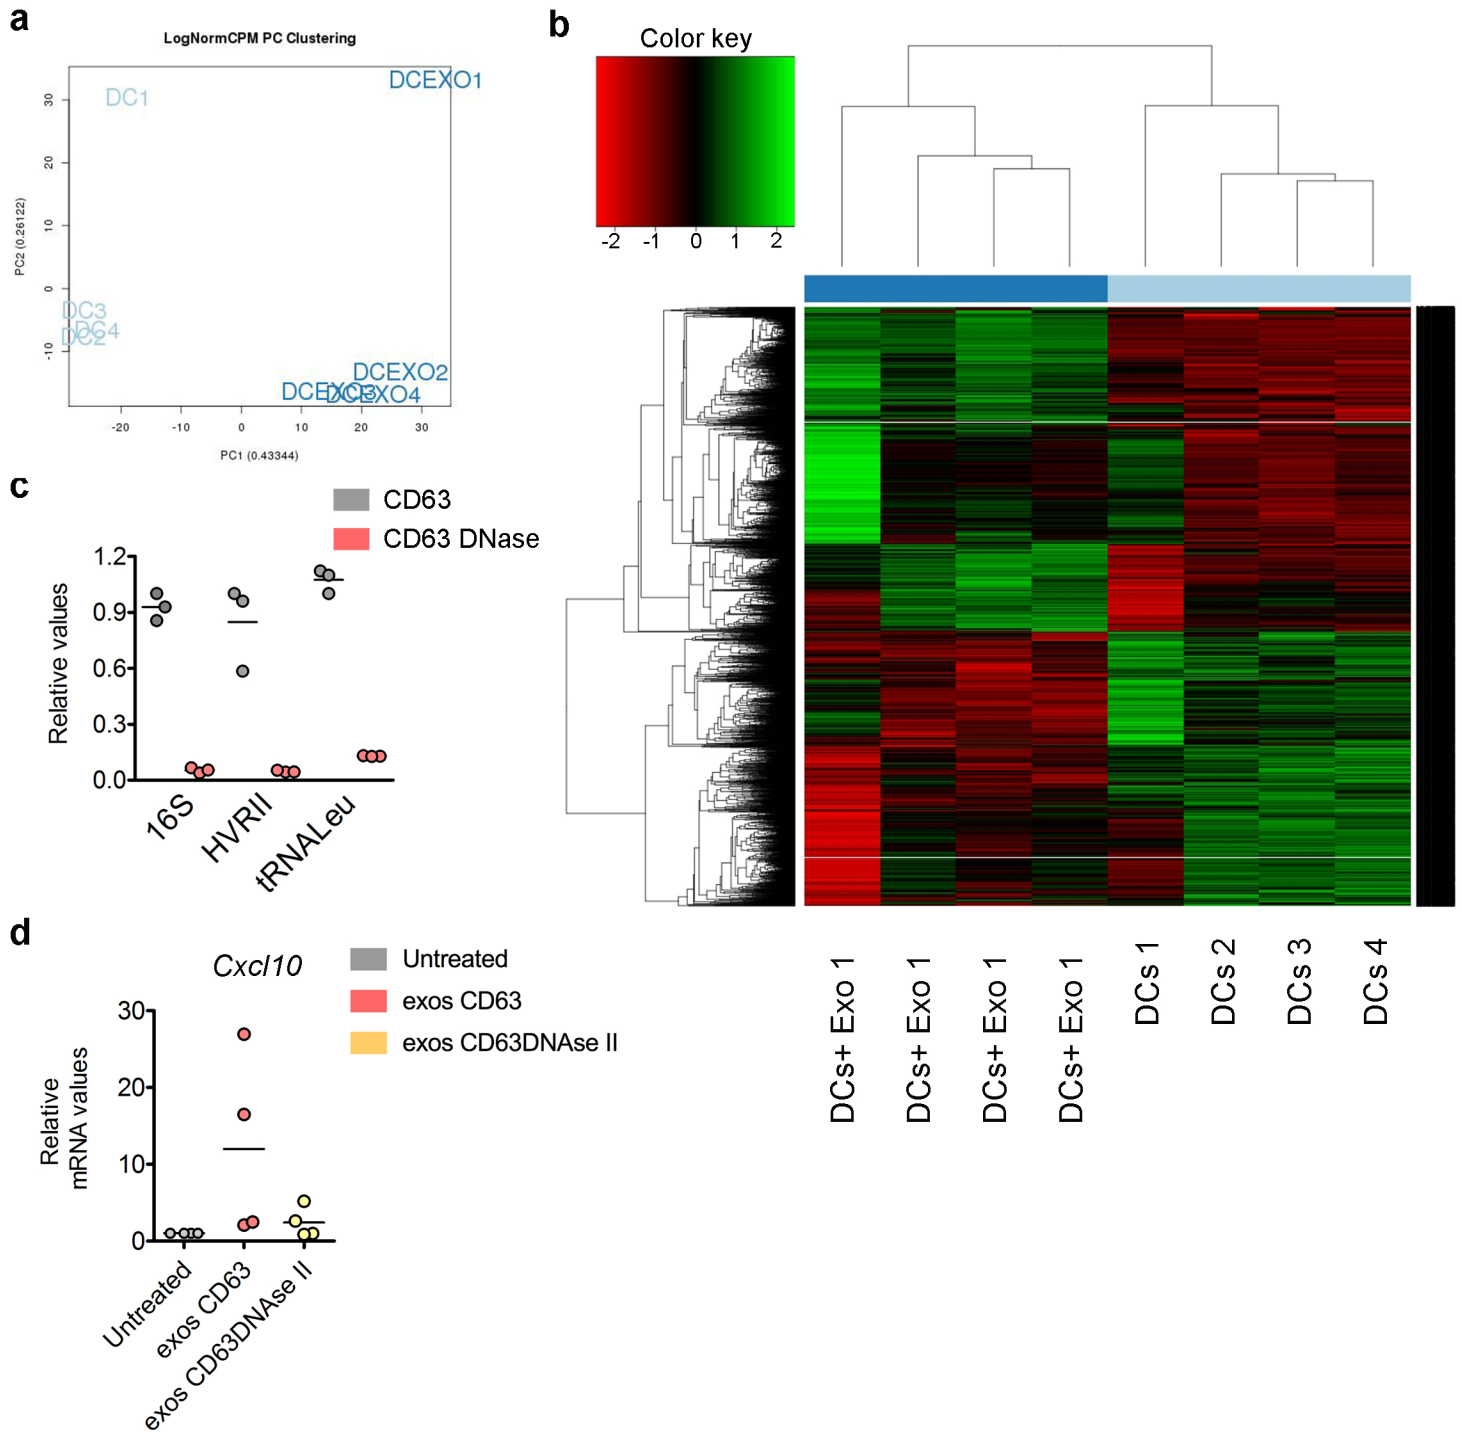 a
LogNormCPM PC Clustering
DC1
DCEXO1
DC3
DC4
DC2
DCEXO2
DCEXO3
DCEXO4
30
20
10
0
-10
PC2 (0.26122)
-20 -10 0 10 20 30
PC1 (0.43344)
b
Color key
-2 -1 0 1 2
DCs+ Exo 1
DCs+ Exo 1
DCs+ Exo 1
DCs+ Exo 1
DCs 1
DCs 2
DCs 3
DCs 4
c
CD63
CD63 DNase
Relative values
1.2
0.9
0.6
0.3
0.0
16S
HVRII
tRNALeu
d
Cxcl10
Untreated
exos CD63
exos CD63DNAse II
Relative
mRNA values
30
20
10
0
Untreated
exos CD63
exos CD63DNAse II